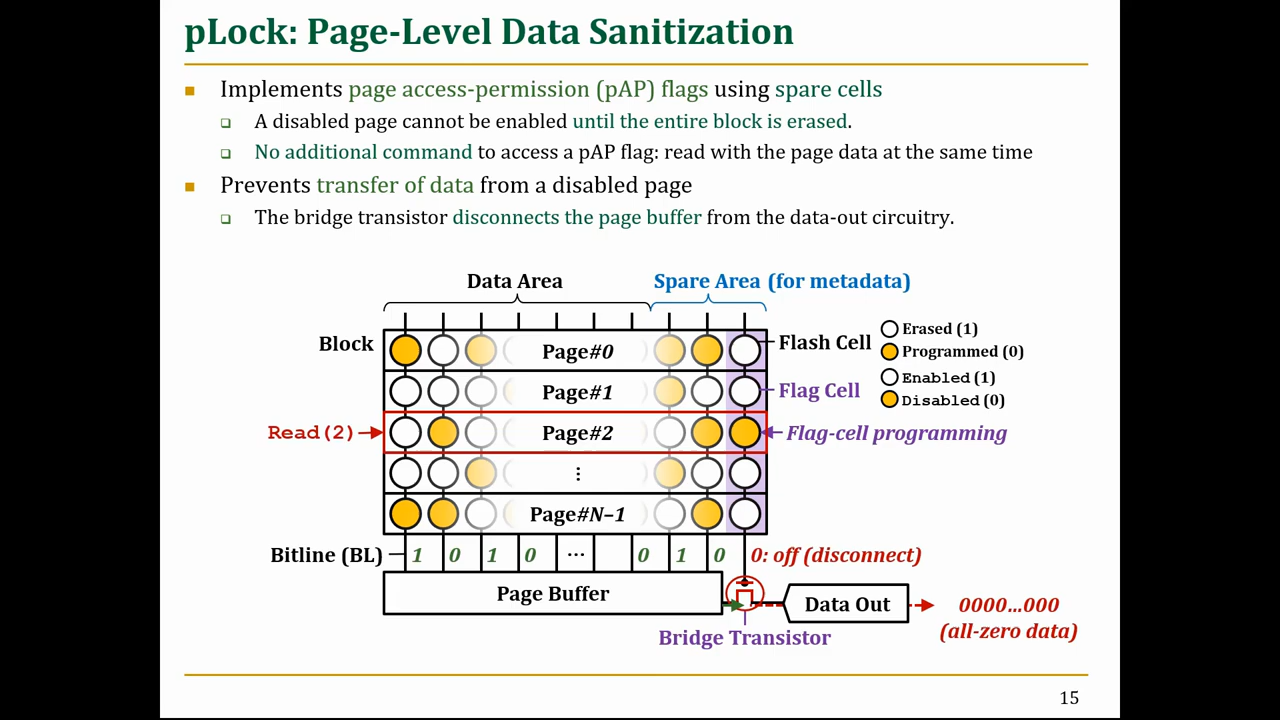 pLock: Page-Level Data Sanitization
Implements page access-permission (pAP) flags using spare cells
A disabled page cannot be enabled until the entire block is erased.
No additional command to access a pAP flag: read with the page data at the same time
Prevents transfer of data from a disabled page
The bridge transistor disconnects the page buffer from the data-out circuitry.
Data Area
Spare Area (for metadata)
Block
Page#0
Flash Cell
Erased (1)
Programmed (0)
Page#1
Flag Cell
Enabled (1)
Disabled (0)
Read(2)
Page#2
Flag-cell programming
⋮
Page#N–1
Bitline (BL)
1 0 1 0 ⋯ 0 1 0
0: off (disconnect)
Page Buffer
Data Out
0000…000
(all-zero data)
Bridge Transistor
15